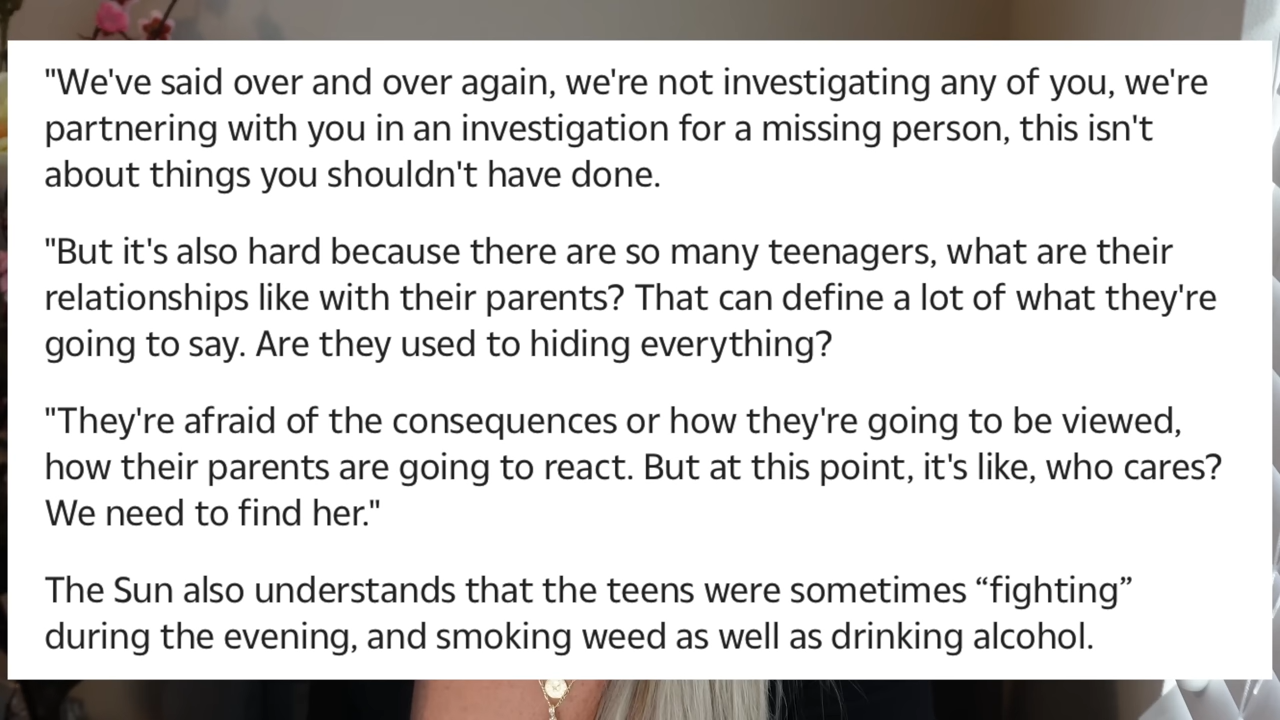 "We've said over and over again, we're not investigating any of you, we're
partnering with you in an investigation for a missing person, this isn't
about things you shouldn't have done.
"But it's also hard because there are so many teenagers, what are their
relationships like with their parents? That can define a lot of what they're
going to say. Are they used to hiding everything?
"They're afraid of the consequences or how they're going to be viewed,
how their parents are going to react. But at this point, it's like, who cares?
We need to find her."
The Sun also understands that the teens were sometimes “fighting”
during the evening, and smoking weed as well as drinking alcohol.